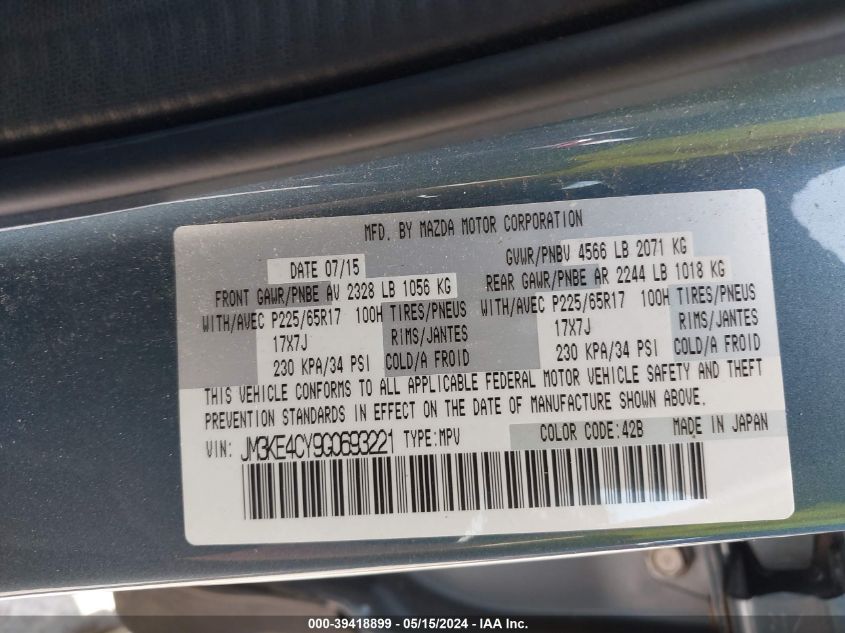 MFD. BY MAZDA MOTOR CORPORATION
DATE 07/15 GVWR/PNBV 4566 LB 2071 KG
FRONT GAWR/PNBE AV 2328 LB 1056 KG REAR GAWR/PNBE AR 2244 LB 1018 KG
WITH/AVEC P225/65R17 100H TIRES/PNEUS WITH/AVEC P225/65R17 100H TIRES/PNEUS
17X7J RIMS/JANTES 17X7J RIMS/JANTES
230 KPA/34 PSI COLD/A FROID 230 KPA/34 PSI COLD/A FROID
THIS VEHICLE CONFORMS TO ALL APPLICABLE FEDERAL MOTOR VEHICLE SAFETY AND THEFT
PREVENTION STANDARDS IN EFFECT ON THE DATE OF MANUFACTURE SHOWN ABOVE.
VIN: JM3KE4CY9G0693221 TYPE:MPV COLOR CODE:42B MADE IN JAPAN
000-39418899 - 05/15/2024 - IAA Inc.